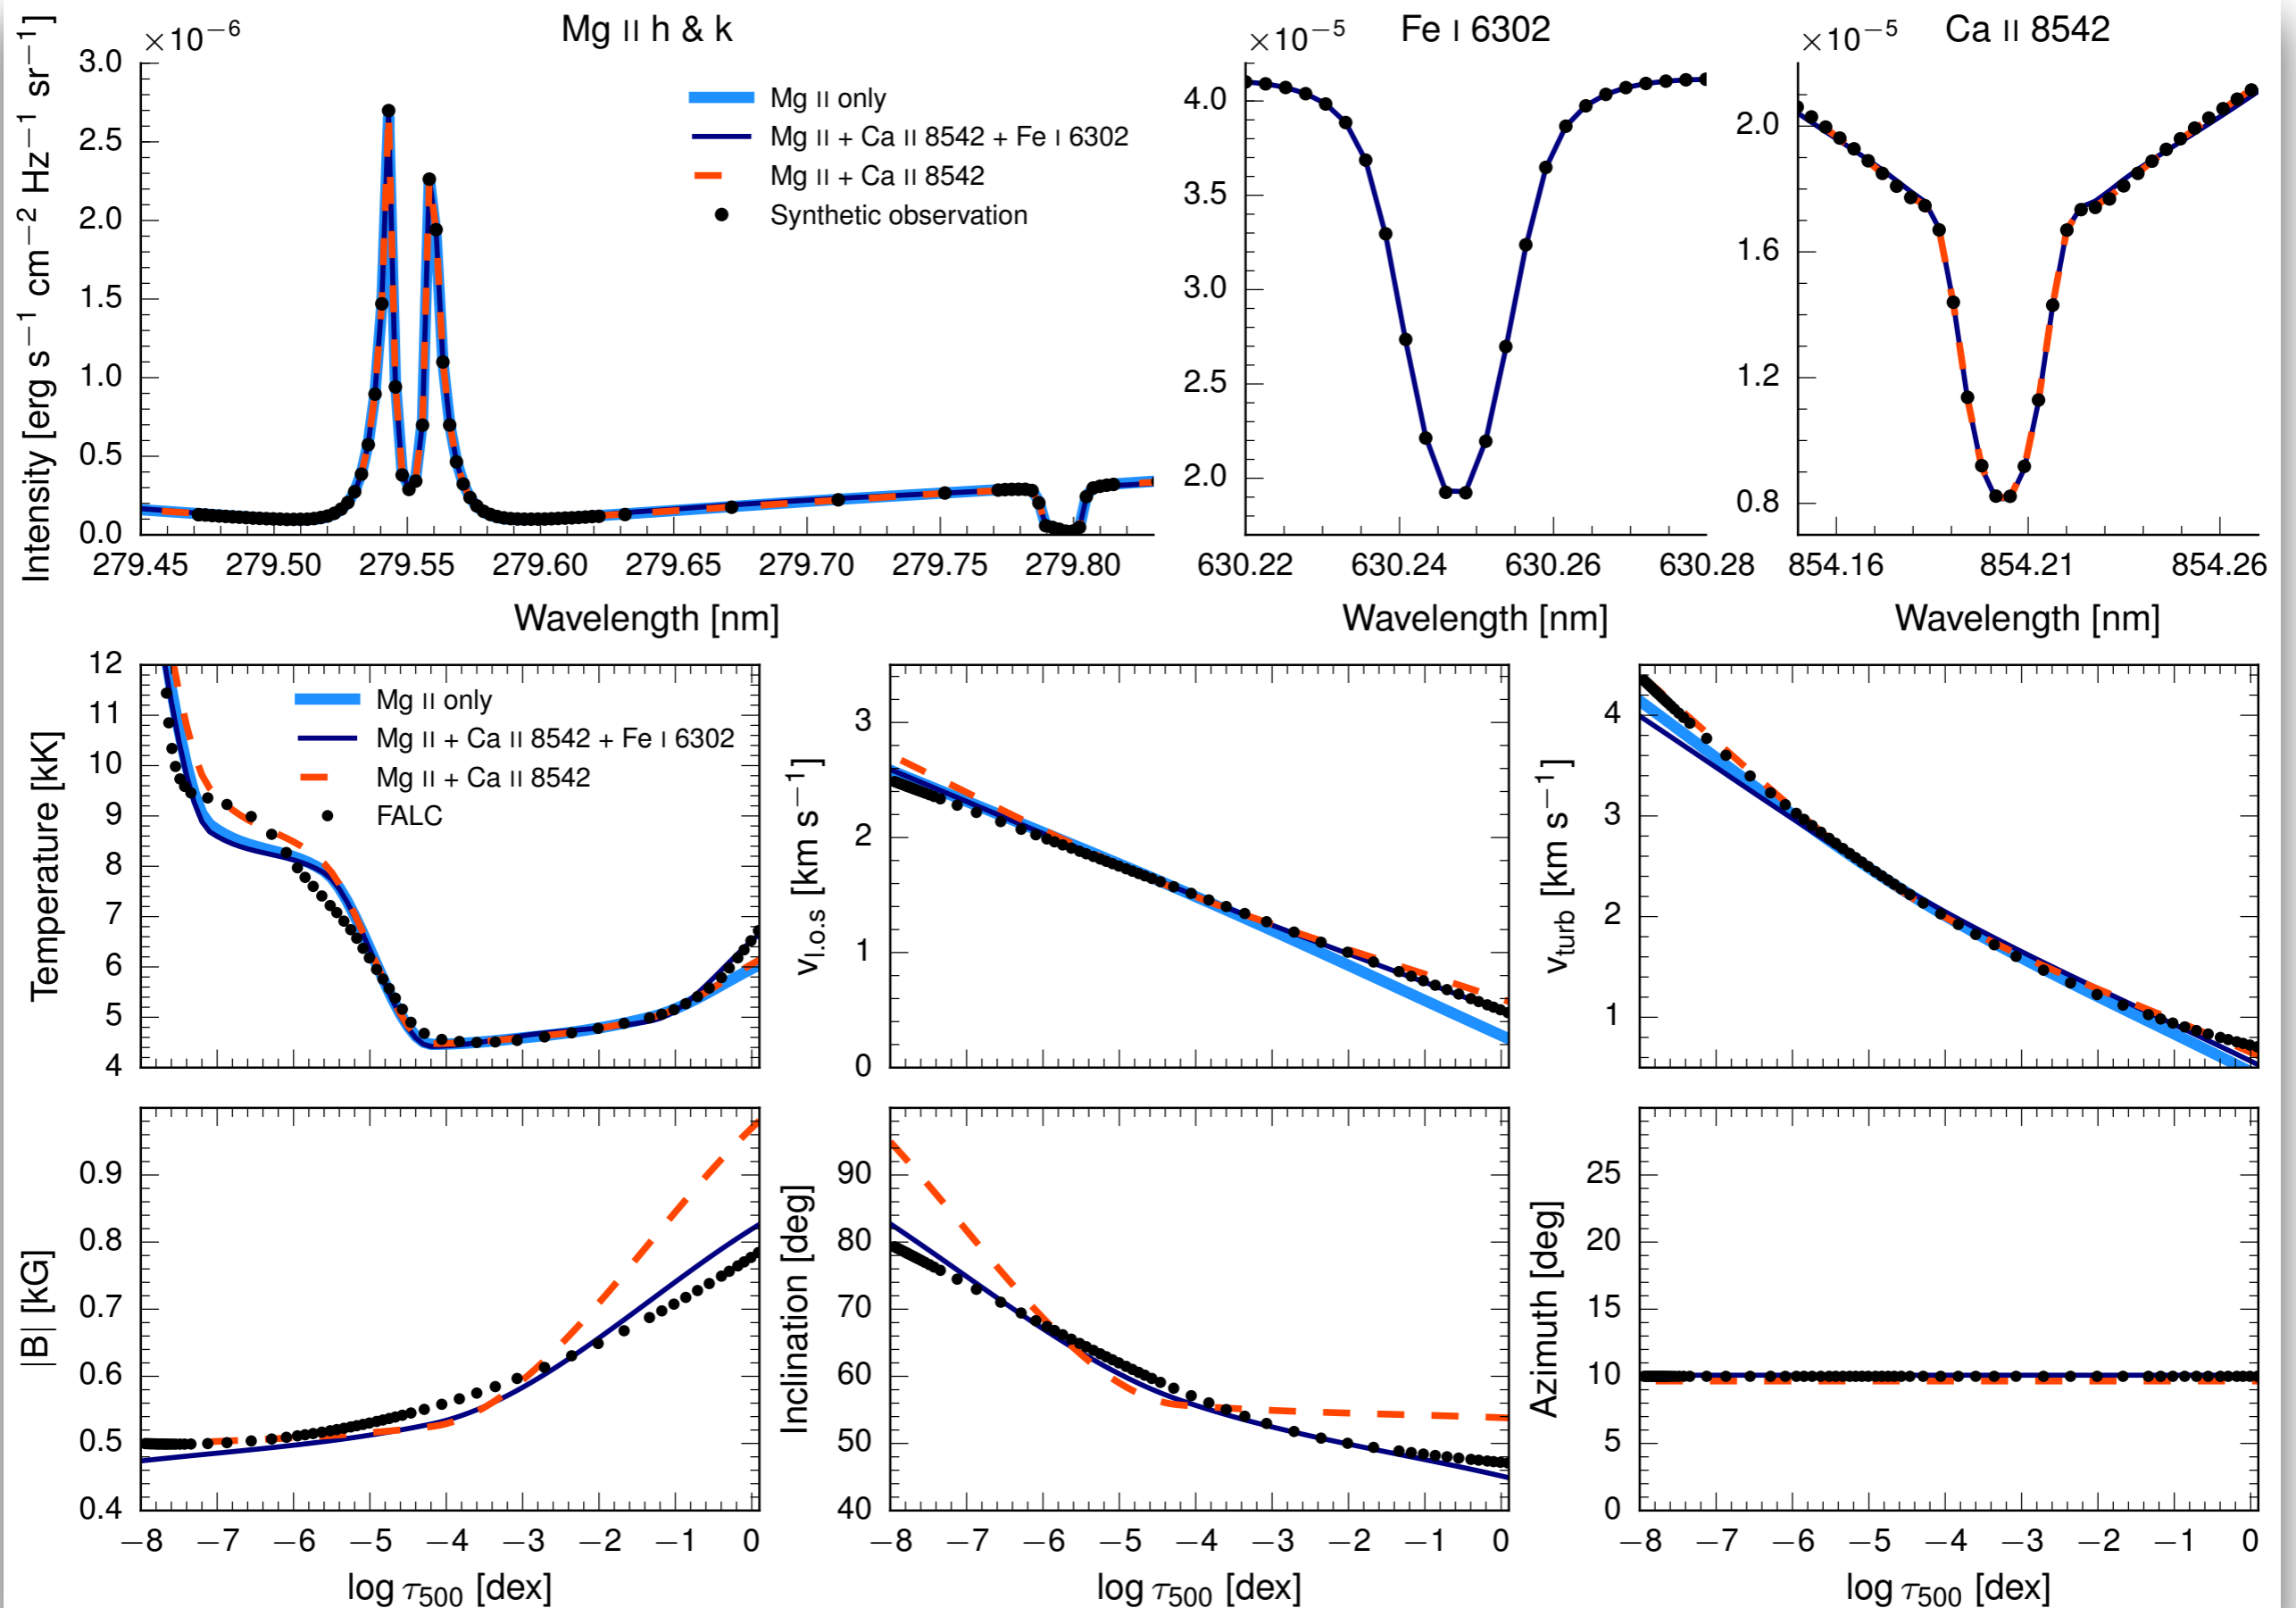 Mg II h & k
Fe I 6302
Ca II 8542
×10−6
×10−5
×10−5
Intensity [erg s−1 cm−2 Hz−1 sr−1]
3.0
2.5
2.0
1.5
1.0
0.5
0.0
Mg II only
Mg II + Ca II 8542 + Fe I 6302
Mg II + Ca II 8542
Synthetic observation
279.45 279.50 279.55 279.60 279.65 279.70 279.75 279.80
Wavelength [nm]
4.0
3.5
3.0
2.5
2.0
630.22 630.24 630.26 630.28
Wavelength [nm]
2.0
1.6
1.2
0.8
854.16 854.21 854.26
Wavelength [nm]
Temperature [kK]
12
11
10
9
8
7
6
5
4
Mg II only
Mg II + Ca II 8542 + Fe I 6302
Mg II + Ca II 8542
FALC
vl.o.s [km s−1]
3
2
1
0
vturb [km s−1]
4
3
2
1
|B| [kG]
0.9
0.8
0.7
0.6
0.5
0.4
−8 −7 −6 −5 −4 −3 −2 −1 0
log τ500 [dex]
Inclination [deg]
90
80
70
60
50
40
−8 −7 −6 −5 −4 −3 −2 −1 0
log τ500 [dex]
Azimuth [deg]
25
20
15
10
5
0
−8 −7 −6 −5 −4 −3 −2 −1 0
log τ500 [dex]